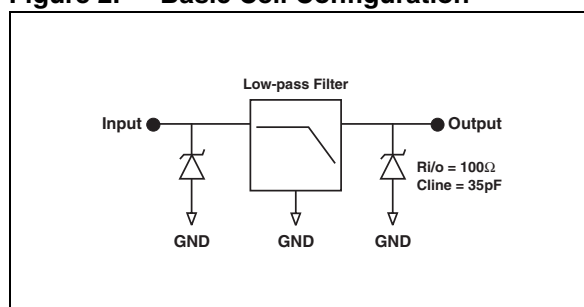 Figure 2. Basic Cell Configuration
Low-pass Filter
Input
Output
Ri/o = 100Ω
Cline = 35pF
GND
GND
GND